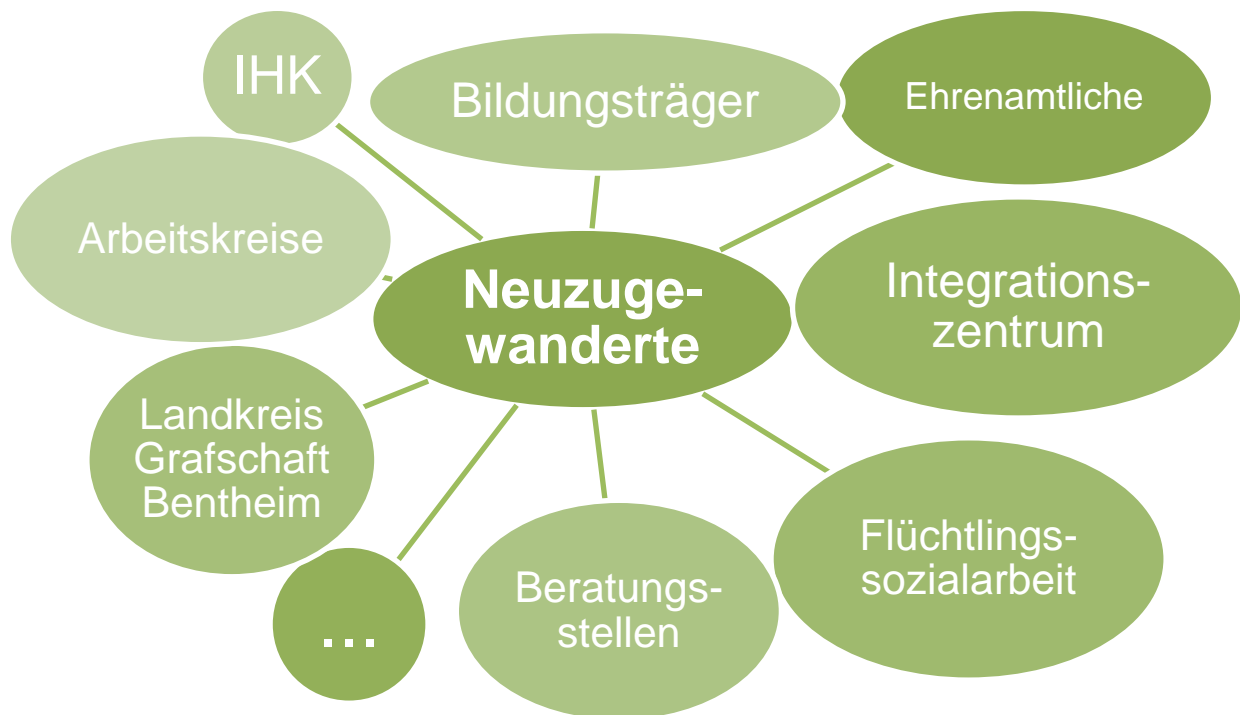 IHK
Bildungsträger
Ehrenamtliche
Arbeitskreise
Neuzuge-
wanderte
Integrations-
zentrum
Landkreis
Grafschaft
Bentheim
Flüchtlings-
sozialarbeit
Beratungs-
stellen
...